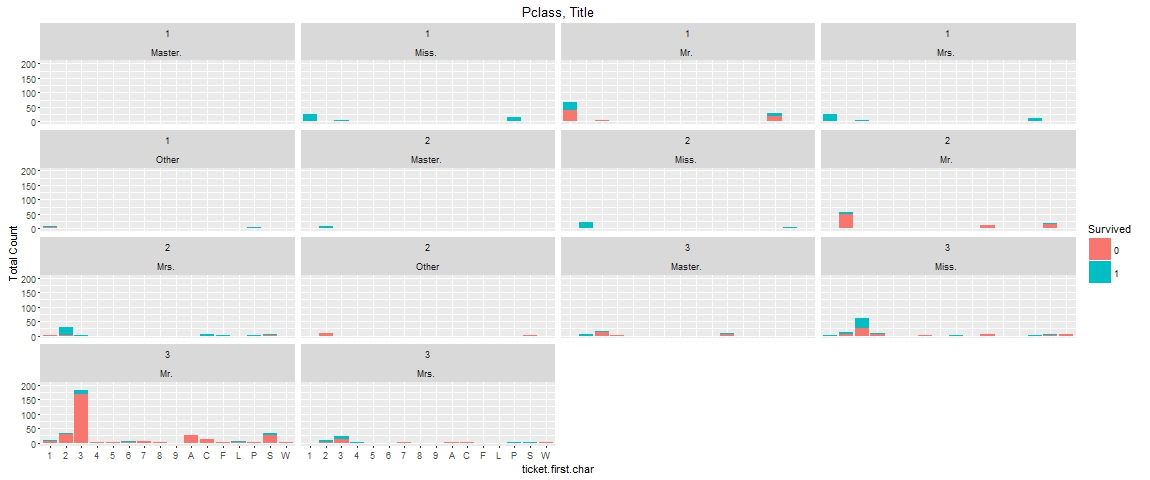 Pclass, Title
1 1 1 1
Master. Miss. Mr. Mrs.
200
150
100
50
0
1 2 2 2
Other Master. Miss. Mr.
200
150
100
50
0
2 2 3 3
Mrs. Other Master. Miss.
200
150
100
50
0
3 3
Mr. Mrs.
200
150
100
50
0
1 2 3 4 5 6 7 8 9 A C F L P S W 1 2 3 4 5 6 7 8 9 A C F L P S W
ticket.first.char
Total Count
Survived
0
1